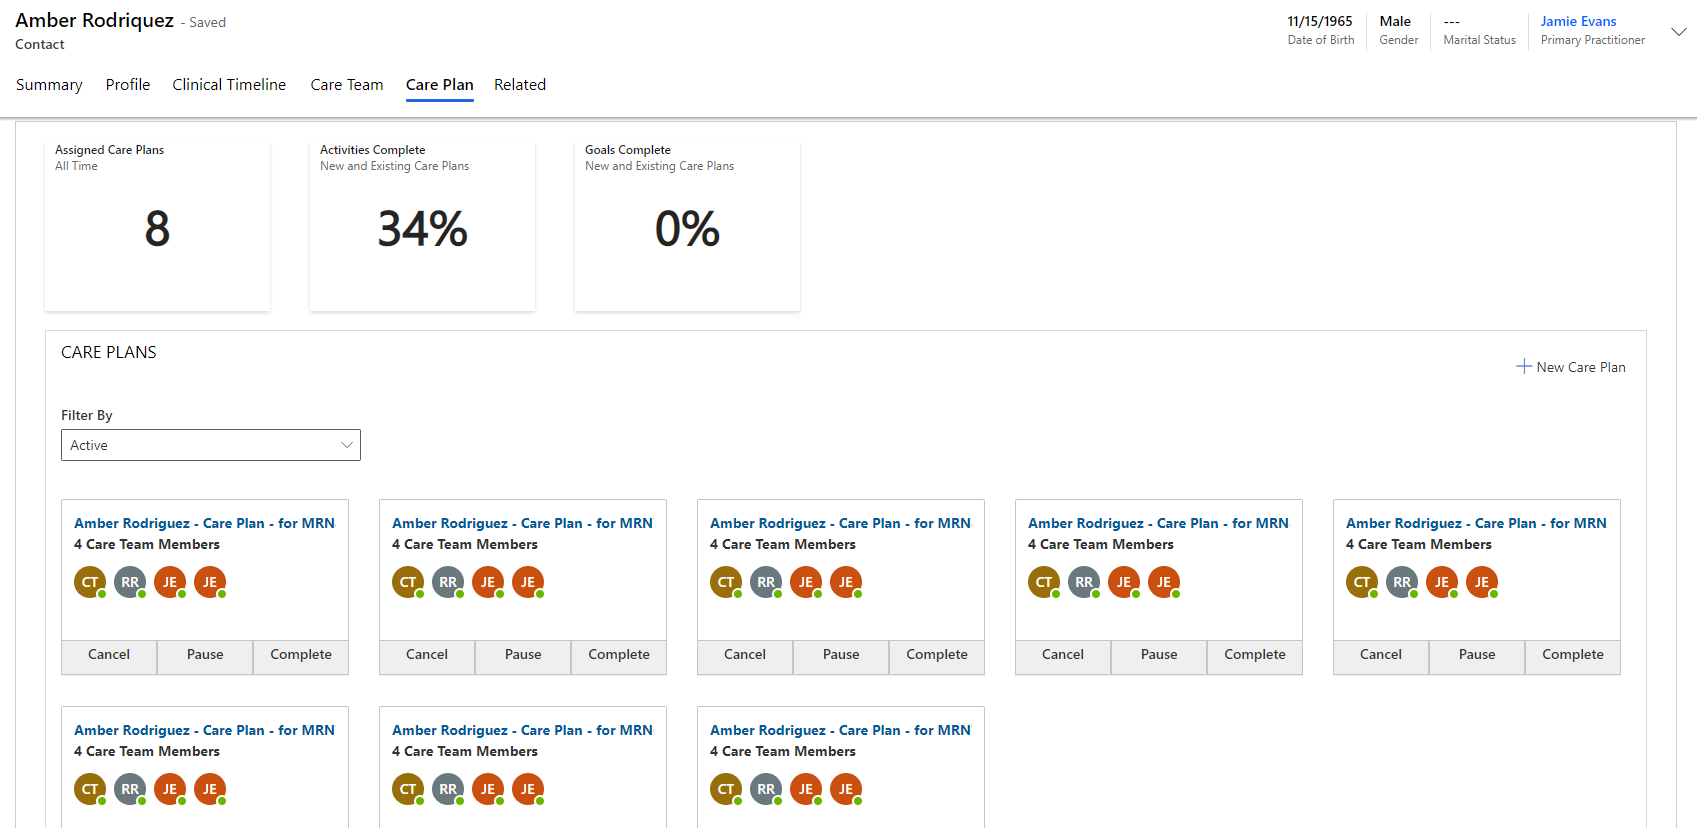 Amber Rodriquez - Saved
Contact
11/15/1965
Date of Birth
Male
Gender
---
Marital Status
Jamie Evans
Primary Practitioner
Summary Profile Clinical Timeline Care Team Care Plan Related
Assigned Care Plans
All Time
8
Activities Complete
New and Existing Care Plans
34%
Goals Complete
New and Existing Care Plans
0%
CARE PLANS
New Care Plan
Filter By
Active
Amber Rodriguez - Care Plan - for MRN
4 Care Team Members
CT RR JE JE
Cancel Pause Complete
Amber Rodriguez - Care Plan - for MRN
4 Care Team Members
CT RR JE JE
Cancel Pause Complete
Amber Rodriguez - Care Plan - for MRN
4 Care Team Members
CT RR JE JE
Cancel Pause Complete
Amber Rodriguez - Care Plan - for MRN
4 Care Team Members
CT RR JE JE
Cancel Pause Complete
Amber Rodriguez - Care Plan - for MRN
4 Care Team Members
CT RR JE JE
Cancel Pause Complete
Amber Rodriguez - Care Plan - for MRN
4 Care Team Members
CT RR JE JE
Amber Rodriguez - Care Plan - for MRN
4 Care Team Members
CT RR JE JE
Amber Rodriguez - Care Plan - for MRN
4 Care Team Members
CT RR JE JE